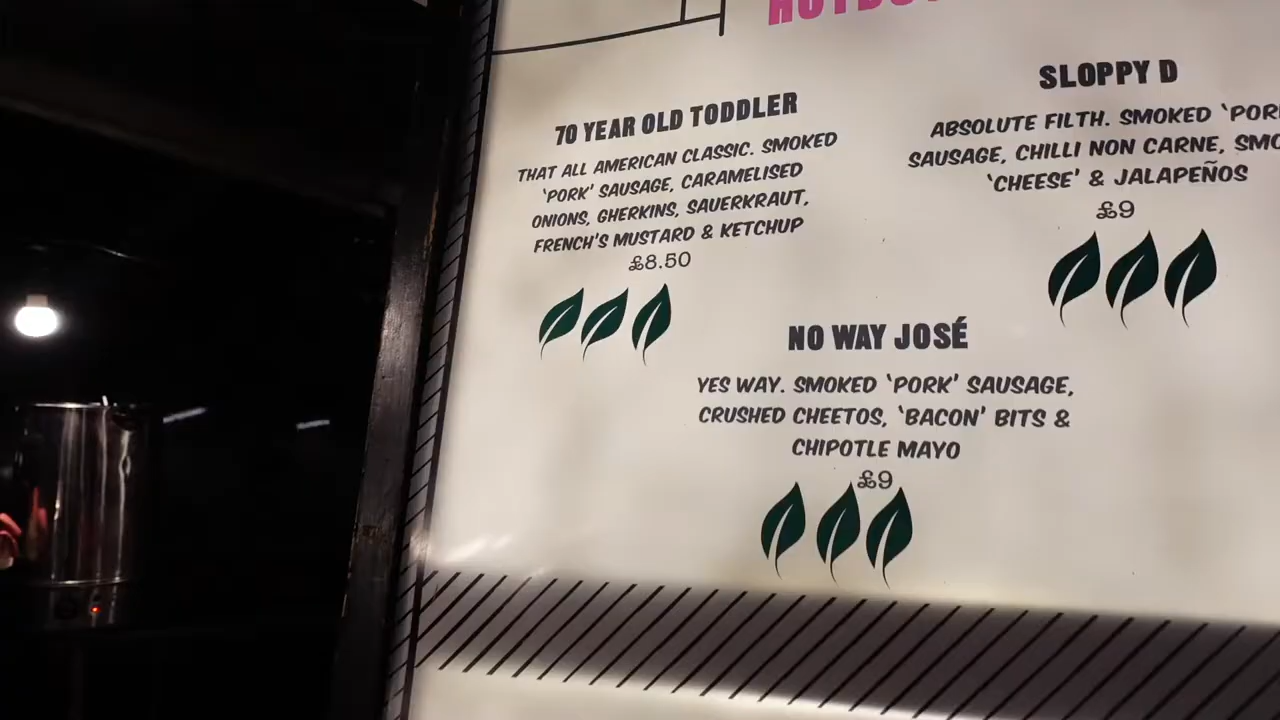 70 YEAR OLD TODDLER
THAT ALL AMERICAN CLASSIC. SMOKED
‘PORK’ SAUSAGE, CARAMELISED
ONIONS, GHERKINS, SAUERKRAUT,
FRENCH'S MUSTARD & KETCHUP
£8.50
SLOPPY D
ABSOLUTE FILTH. SMOKED
SAUSAGE, CHILLI NON CARNE,
‘CHEESE’ & JALAPEÑOS
£9
NO WAY JOSÉ
YES WAY. SMOKED ‘PORK’ SAUSAGE,
CRUSHED CHEETOS, ‘BACON’ BITS &
CHIPOTLE MAYO
£9